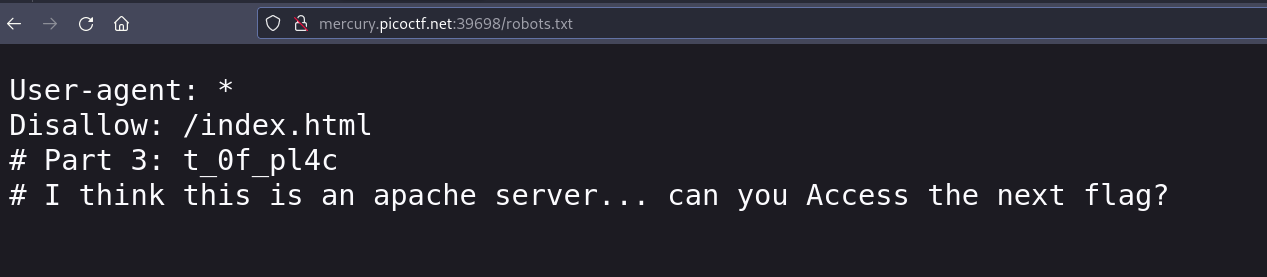 mercury.picoctf.net:39698/robots.txt
User-agent: *
Disallow: /index.html
# Part 3: t_0f_pl4c
# I think this is an apache server... can you Access the next flag?